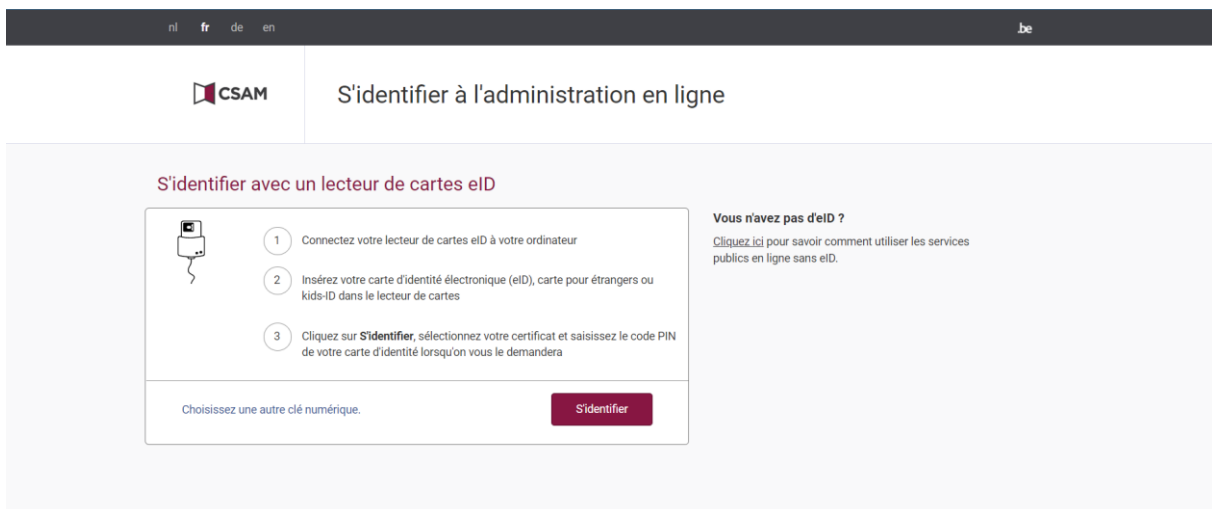 nl fr de en .be
CSAM
S'identifier à l'administration en ligne
S'identifier avec un lecteur de cartes eID
1 Connectez votre lecteur de cartes eID à votre ordinateur
2 Insérez votre carte d'identité électronique (eID), carte pour étrangers ou
kids-ID dans le lecteur de cartes
3 Cliquez sur S'identifier, sélectionnez votre certificat et saisissez le code PIN
de votre carte d'identité lorsqu'on vous le demandera
Choisissez une autre clé numérique.
S'identifier
Vous n'avez pas d'eID ?
Cliquez ici pour savoir comment utiliser les services
publics en ligne sans eID.